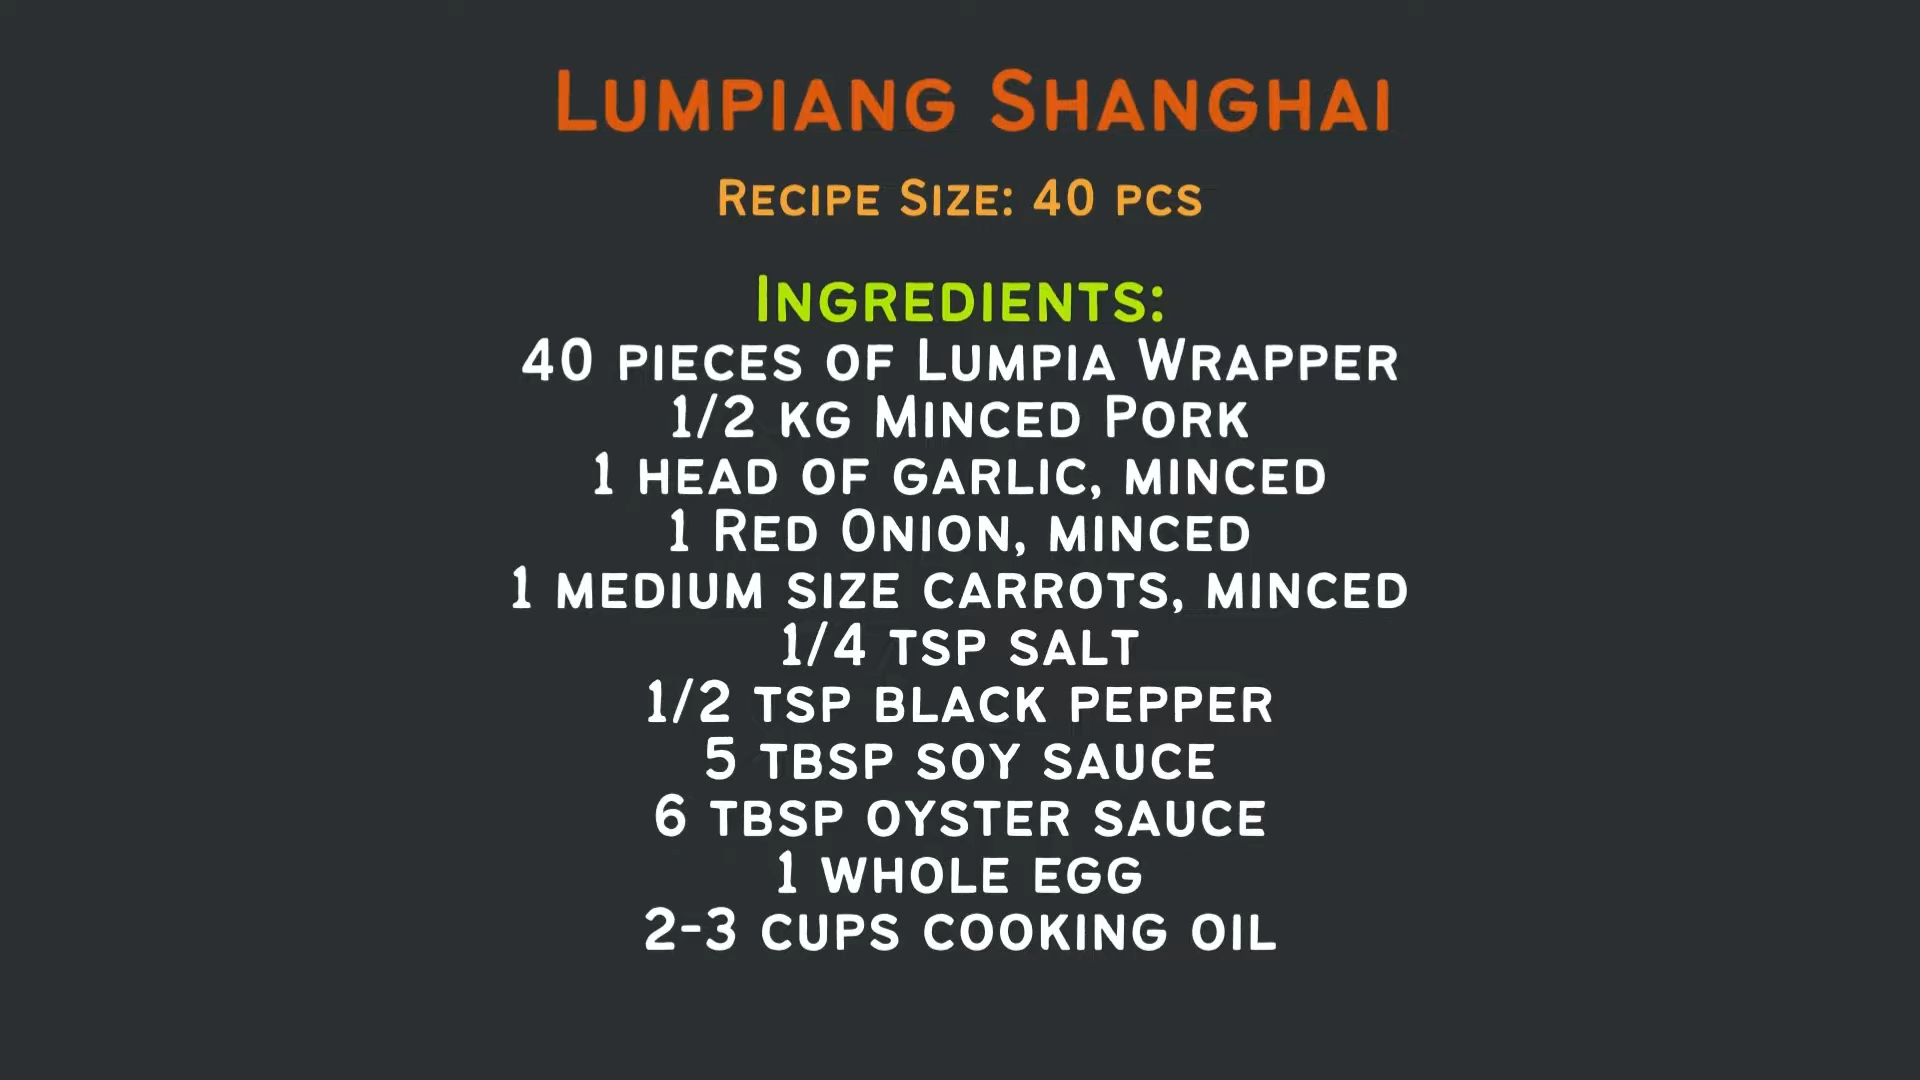 Lumpiang Shanghai
Recipe Size: 40 pcs
Ingredients:
40 pieces of Lumpia Wrapper
1/2 kg Minced Pork
1 head of garlic, minced
1 Red Onion, minced
1 medium size carrots, minced
1/4 tsp salt
1/2 tsp black pepper
5 tbsp soy sauce
6 tbsp oyster sauce
1 whole egg
2-3 cups cooking oil